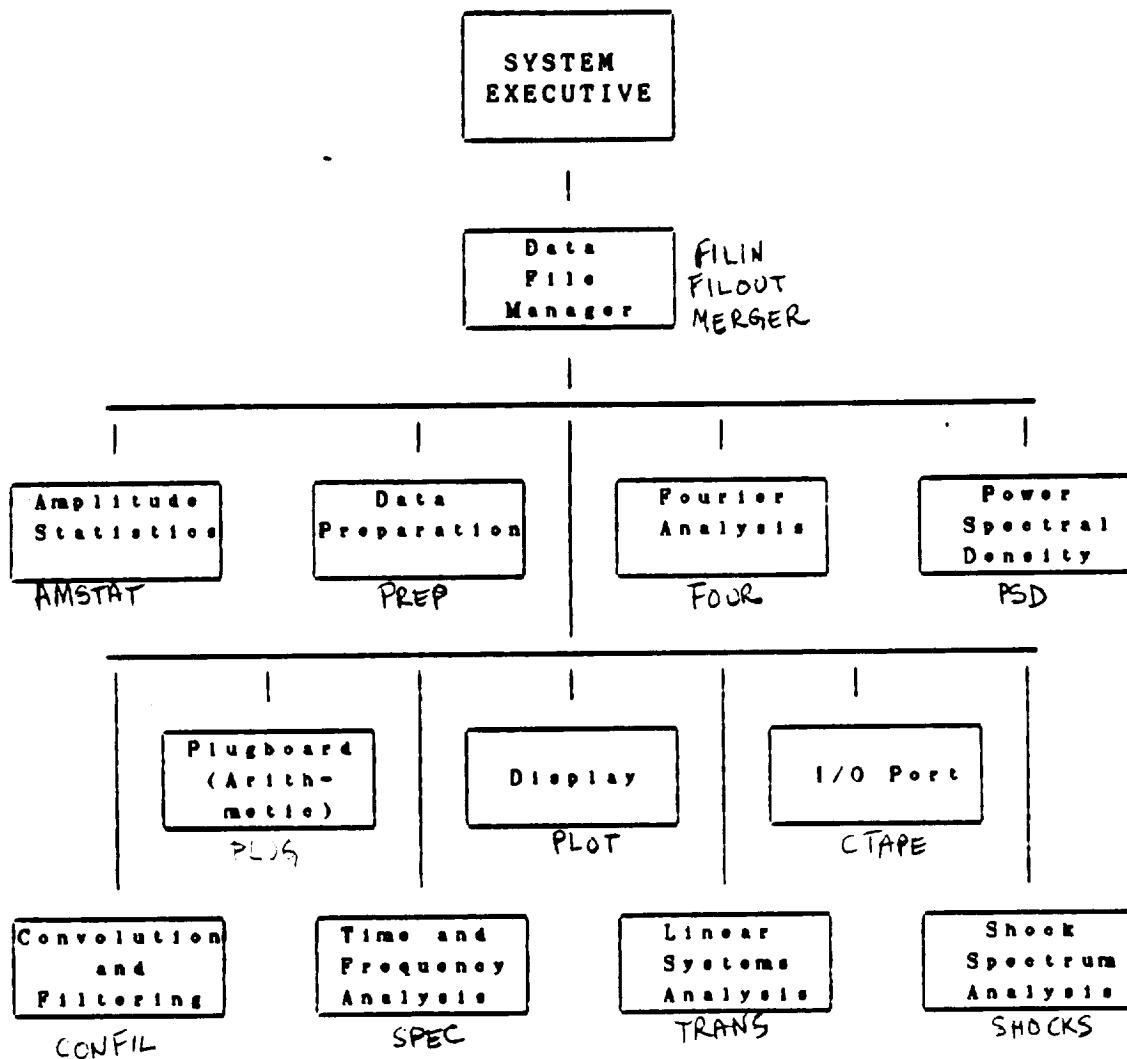 SYSTEM
EXECUTIVE
Data
File
Manager
FILIN
FILOUT
MERGER
Amplitude
Statistics
AMSTAT
Data
Preparation
PREP
Fourier
Analysis
FOUR
Power
Spectral
Density
PSD
Plugboard
(Arith-
metic)
PLUG
Display
PLOT
I/O Port
CTAPE
Convolution
and
Filtering
CONFIL
Time and
Frequency
Analysis
SPEC
Linear
Systems
Analysis
TRANS
Shock
Spectrum
Analysis
SHOCKS